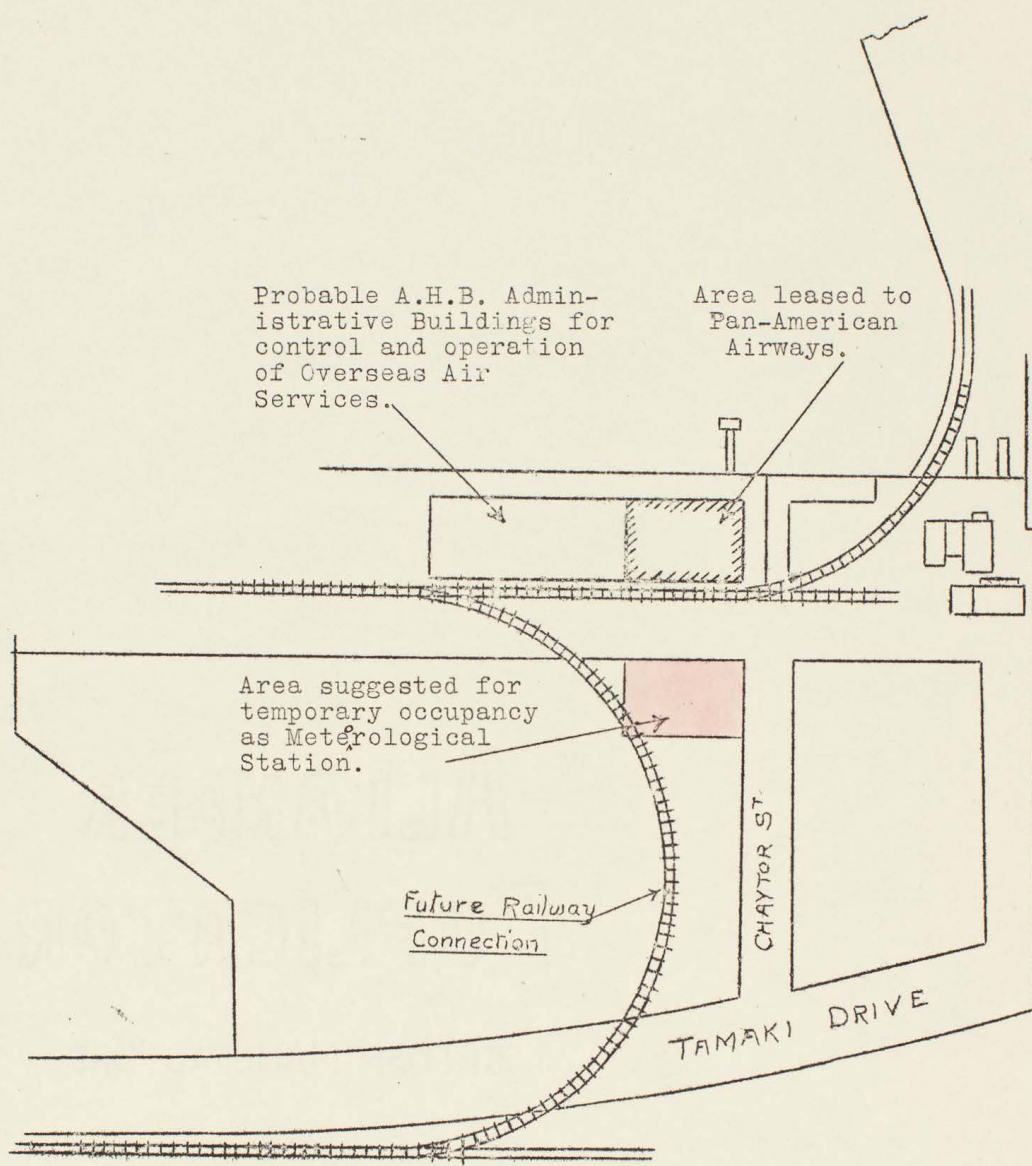 Probable A.H.B. Admin-
istrative Buildings for
control and operation
of Overseas Air
Services.
Area leased to
Pan-American
Airways.
Area suggested for
temporary occupancy
as Meteorological
Station.
Future Railway
Connection
CHAYTOR ST.
TAMAKI DRIVE